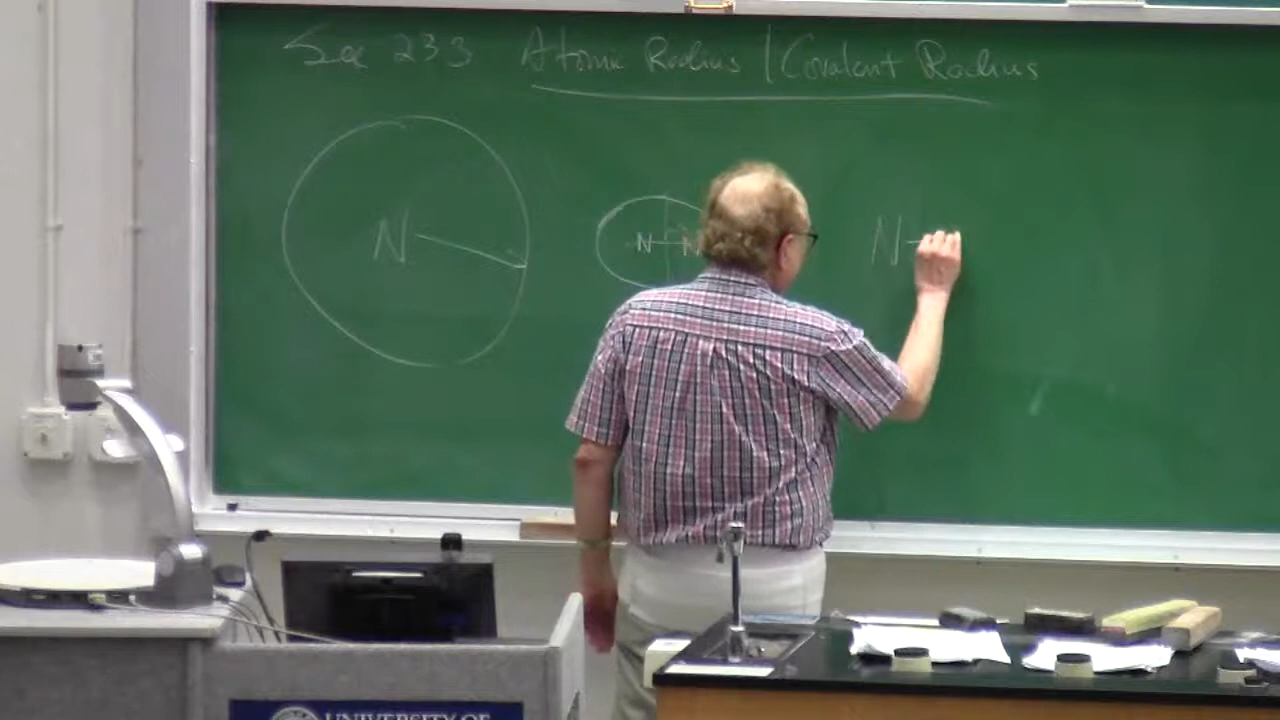 Sec 233 Atomic Radius | Covalent Radius
N
N N
N-
UNIVERSITY OF